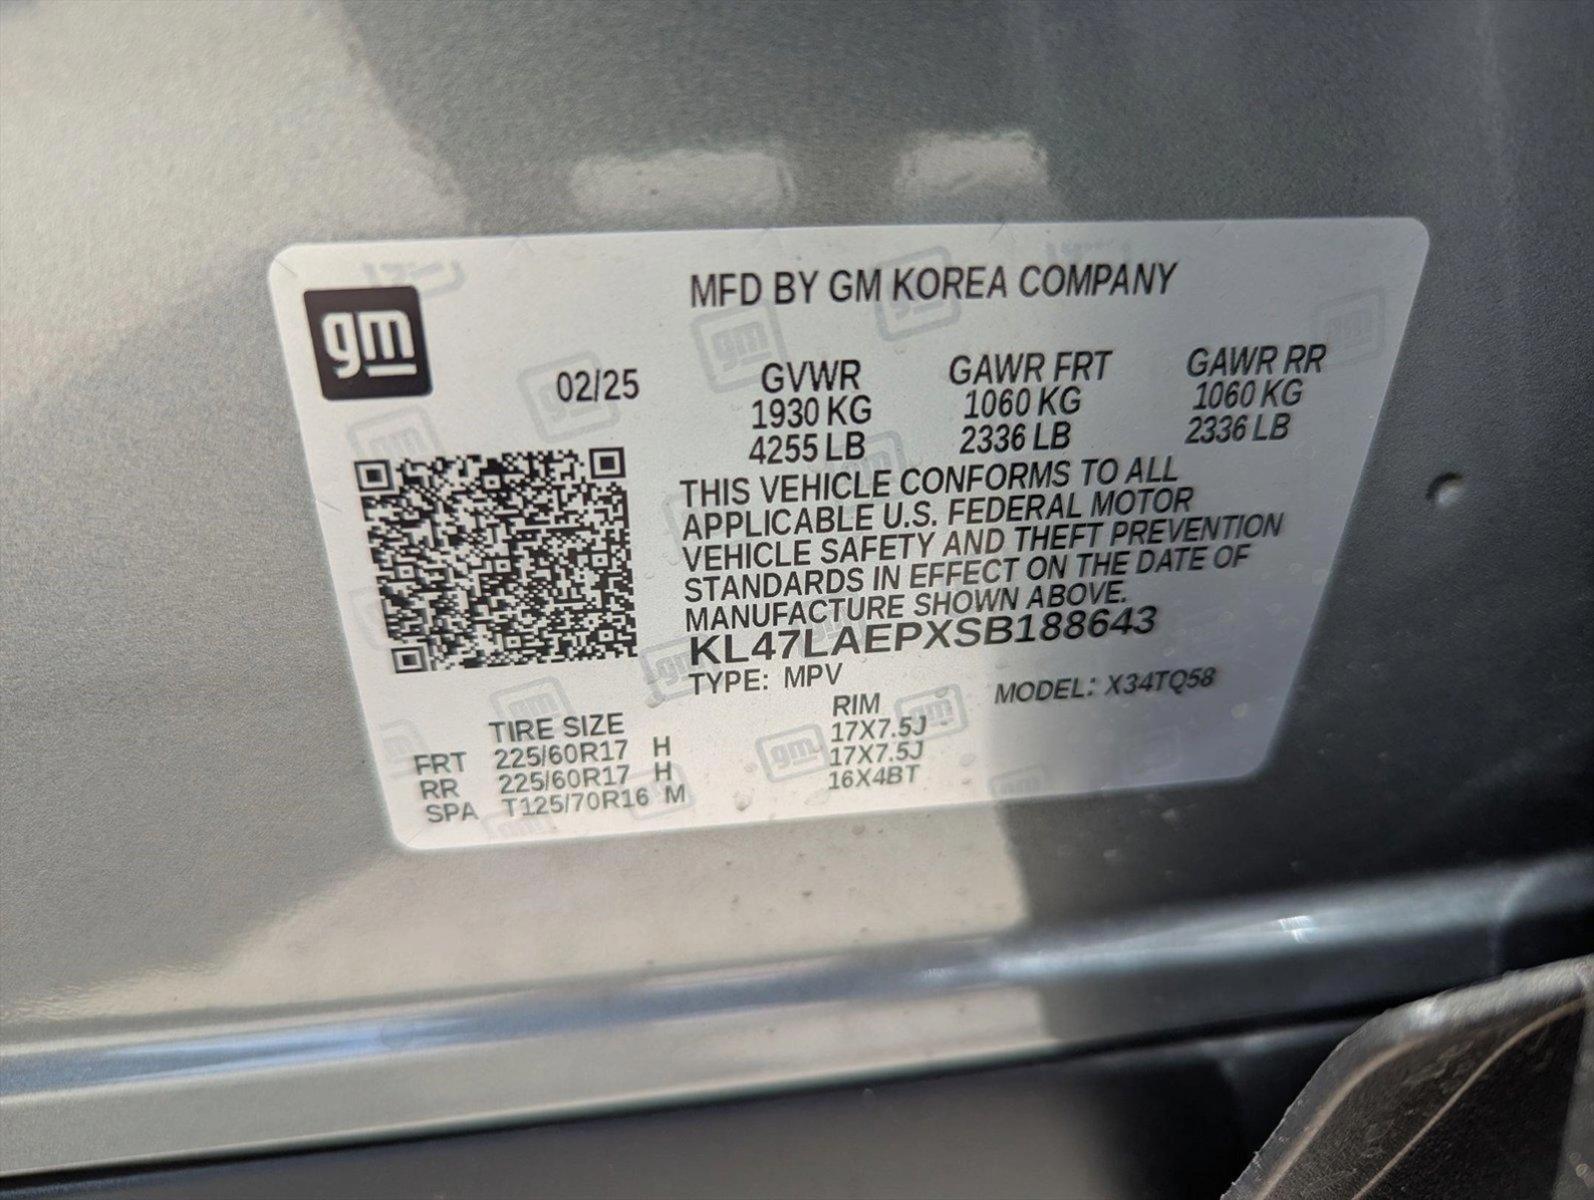 gm
MFD BY GM KOREA COMPANY
02/25
GVWR GAWR FRT GAWR RR
1930 KG 1060 KG 1060 KG
4255 LB 2336 LB 2336 LB
THIS VEHICLE CONFORMS TO ALL
APPLICABLE U.S. FEDERAL MOTOR
VEHICLE SAFETY AND THEFT PREVENTION
STANDARDS IN EFFECT ON THE DATE OF
MANUFACTURE SHOWN ABOVE.
KL47LAEPXSB188643
TYPE: MPV MODEL: X34TQ58
TIRE SIZE RIM
FRT 225/60R17 H 17X7.5J
RR 225/60R17 H 17X7.5J
SPA T125/70R16 M 16X4BT